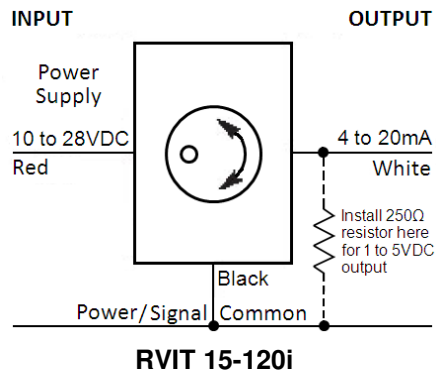 INPUT
OUTPUT
Power
Supply
10 to 28VDC
Red
4 to 20mA
White
Install 250Ω
resistor here
for 1 to 5VDC
output
Black
Power/Signal Common
RVIT 15-120i